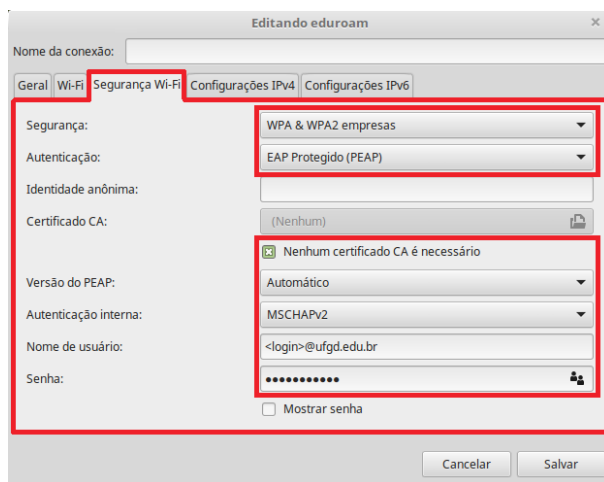 Editando eduroam
Nome da conexão:
Geral Wi-Fi Segurança Wi-Fi Configurações IPv4 Configurações IPv6
Segurança: WPA & WPA2 empresas
Autenticação: EAP Protegido (PEAP)
Identidade anônima:
Certificado CA: (Nenhum)
Nenhum certificado CA é necessário
Versão do PEAP: Automático
Autenticação interna: MSCHAPv2
Nome de usuário: <login>@ufgd.edu.br
Senha: •••••••••••
Mostrar senha
Cancelar Salvar